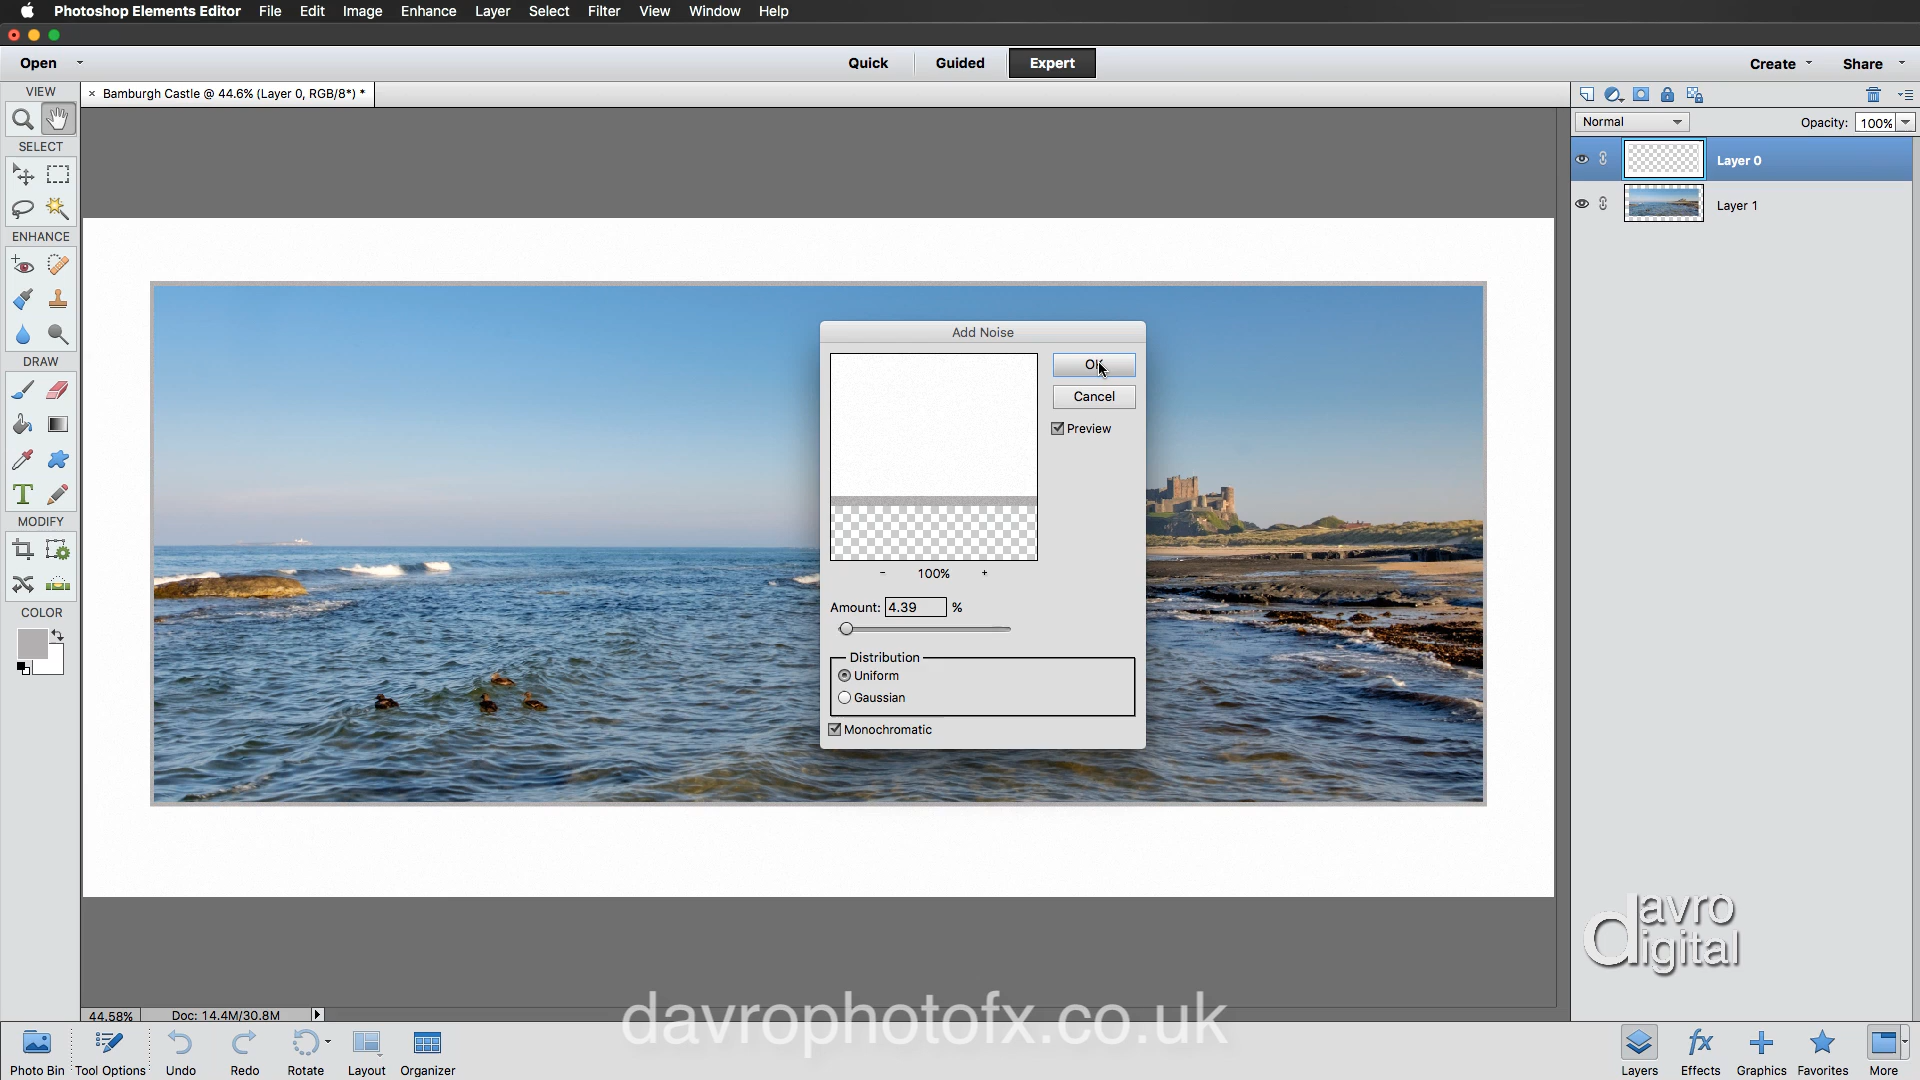 Photoshop Elements Editor File Edit Image Enhance Layer Select Filter View Window Help
Open Quick Guided Expert Create Share
VIEW
× Bamburgh Castle @ 44.6% (Layer 0, RGB/8*) *
Normal Opacity: 100%
SELECT
Layer 0
Layer 1
ENHANCE
Add Noise
OK
DRAW
Cancel
Preview
T
MODIFY
- 100% +
Amount: 4.39 %
COLOR
Distribution
Uniform
Gaussian
Monochromatic
davro
digital
44.58% Doc: 14.4M/30.8M
davrophotofx.co.uk
fx
Photo Bin Tool Options Undo Redo Rotate Layout Organizer Layers Effects Graphics Favorites More